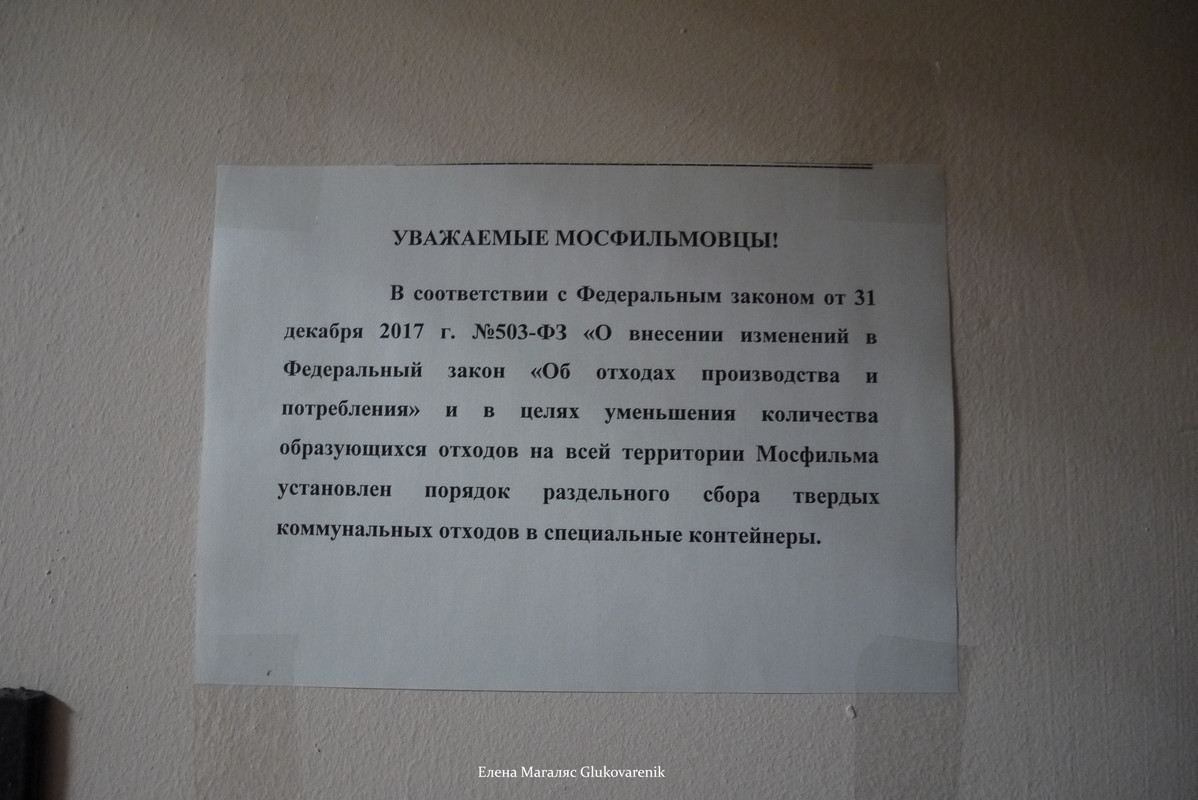 УВАЖАЕМЫЕ МОСФИЛЬМОВЦЫ!
В соответствии с Федеральным законом от 31
декабря 2017 г. №503-ФЗ «О внесении изменений в
Федеральный закон «Об отходах производства и
потребления» и в целях уменьшения количества
образующихся отходов на всей территории Мосфильма
установлен порядок раздельного сбора твердых
коммунальных отходов в специальные контейнеры.
Елена Магаляс Glukovarenik